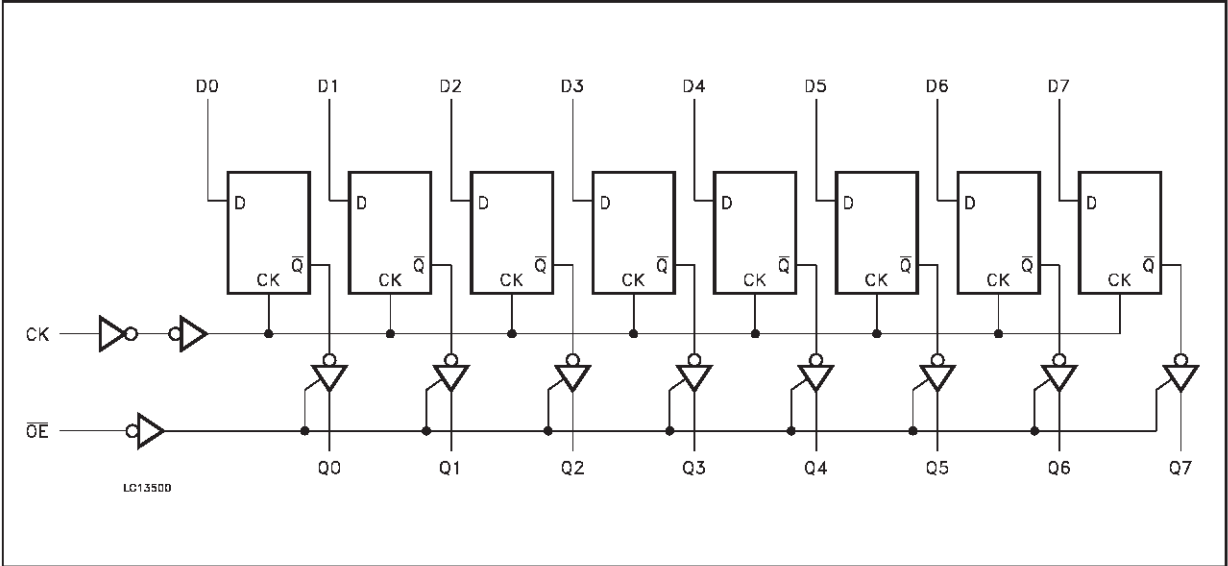 D0 D1 D2 D3 D4 D5 D6 D7
D D D D D D D D
Q̅ Q̅ Q̅ Q̅ Q̅ Q̅ Q̅ Q̅
CK CK CK CK CK CK CK CK
CK
O̅E̅
Q0 Q1 Q2 Q3 Q4 Q5 Q6 Q7
LC13500